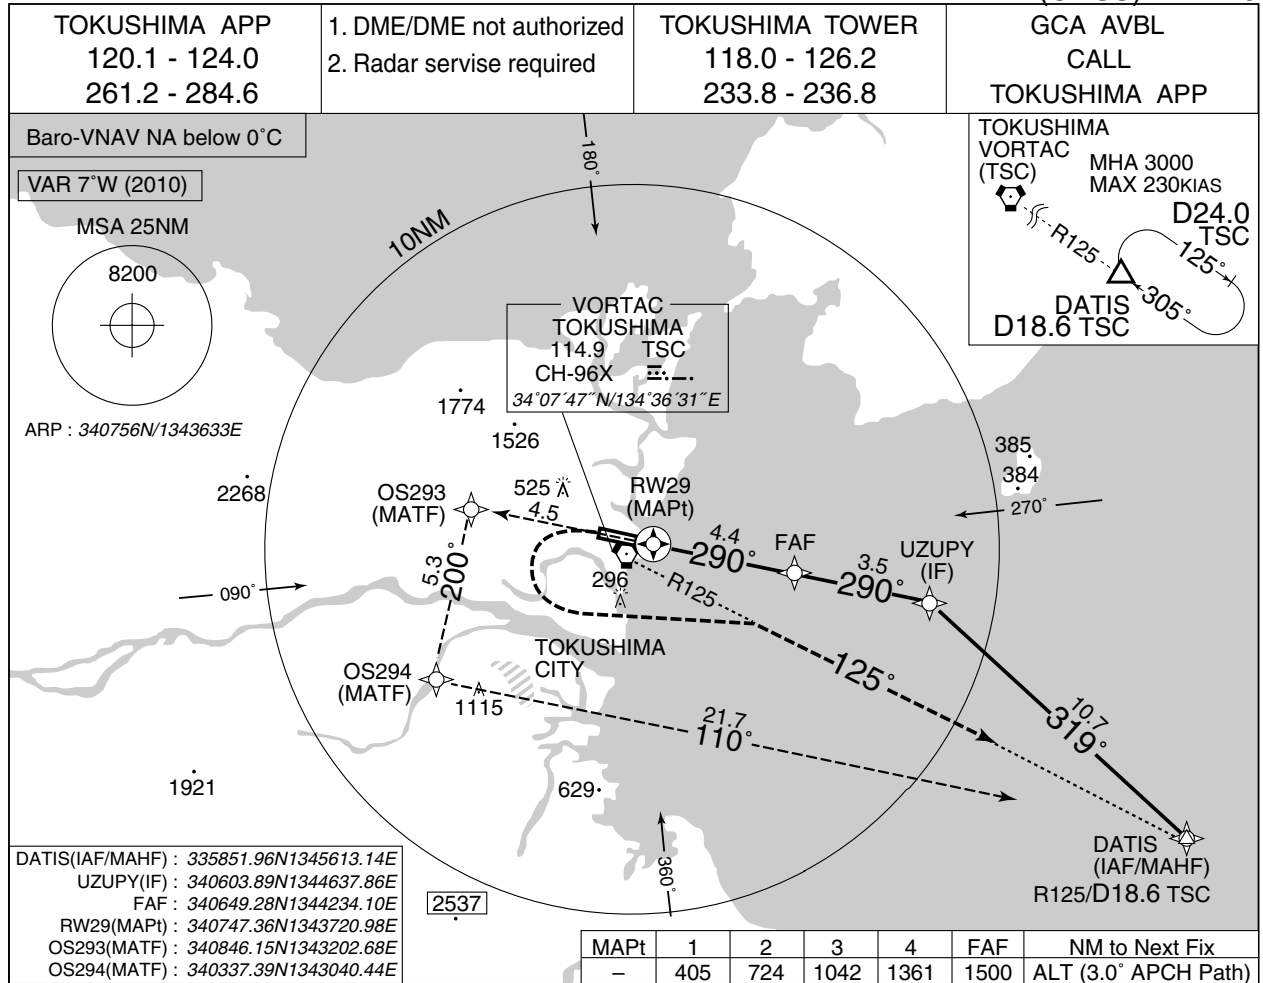 TOKUSHIMA APP
120.1 - 124.0
261.2 - 284.6
1. DME/DME not authorized
2. Radar servise required
TOKUSHIMA TOWER
118.0 - 126.2
233.8 - 236.8
GCA AVBL
CALL
TOKUSHIMA APP
Baro-VNAV NA below 0°C
VAR 7°W (2010)
MSA 25NM
8200
ARP : 340756N/1343633E
180°
10NM
TOKUSHIMA
VORTAC
(TSC)
MHA 3000
MAX 230KIAS
D24.0
TSC
R125
125°
305°
DATIS
D18.6 TSC
VORTAC
TOKUSHIMA
114.9 TSC
CH-96X
34°07′47″N/134°36′31″E
1774
1526
2268
385
384
270°
OS293
(MATF)
525
4.5
RW29
(MAPt)
4.4
290°
FAF
3.5
290°
UZUPY
(IF)
090°
5.3
200°
296
R125
TOKUSHIMA
CITY
OS294
(MATF)
1115
125°
21.7
110°
10.7
319°
1921
629
360°
2537
DATIS
(IAF/MAHF)
R125/D18.6 TSC
DATIS(IAF/MAHF) : 335851.96N1345613.14E
UZUPY(IF) : 340603.89N1344637.86E
FAF : 340649.28N1344234.10E
RW29(MAPt) : 340747.36N1343720.98E
OS293(MATF) : 340846.15N1343202.68E
OS294(MATF) : 340337.39N1343040.44E
MAPt 1 2 3 4 FAF NM to Next Fix
– 405 724 1042 1361 1500 ALT (3.0° APCH Path)